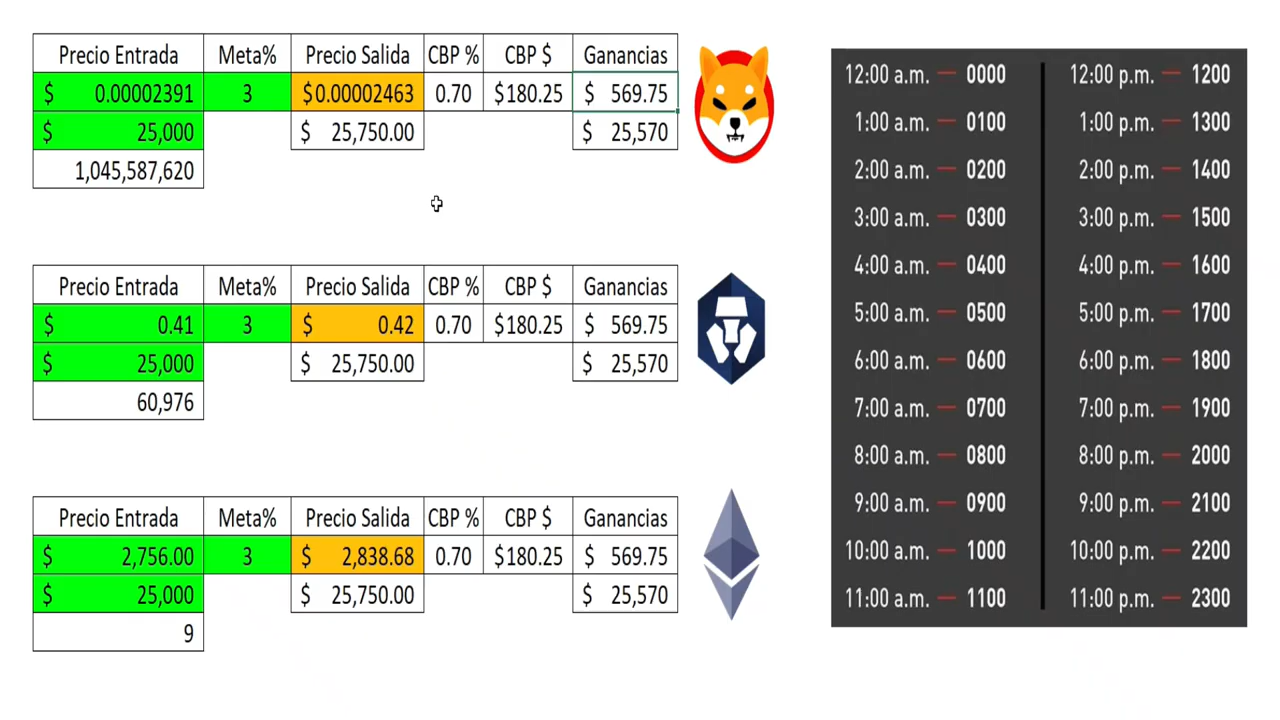 Precio Entrada Meta% Precio Salida CBP % CBP $ Ganancias
$ 0.00002391 3 $0.00002463 0.70 $180.25 $ 569.75
$ 25,000 $ 25,750.00 $ 25,570
1,045,587,620
Precio Entrada Meta% Precio Salida CBP % CBP $ Ganancias
$ 0.41 3 $ 0.42 0.70 $180.25 $ 569.75
$ 25,000 $ 25,750.00 $ 25,570
60,976
Precio Entrada Meta% Precio Salida CBP % CBP $ Ganancias
$ 2,756.00 3 $ 2,838.68 0.70 $180.25 $ 569.75
$ 25,000 $ 25,750.00 $ 25,570
9
12:00 a.m. — 0000 12:00 p.m. — 1200
1:00 a.m. — 0100 1:00 p.m. — 1300
2:00 a.m. — 0200 2:00 p.m. — 1400
3:00 a.m. — 0300 3:00 p.m. — 1500
4:00 a.m. — 0400 4:00 p.m. — 1600
5:00 a.m. — 0500 5:00 p.m. — 1700
6:00 a.m. — 0600 6:00 p.m. — 1800
7:00 a.m. — 0700 7:00 p.m. — 1900
8:00 a.m. — 0800 8:00 p.m. — 2000
9:00 a.m. — 0900 9:00 p.m. — 2100
10:00 a.m. — 1000 10:00 p.m. — 2200
11:00 a.m. — 1100 11:00 p.m. — 2300